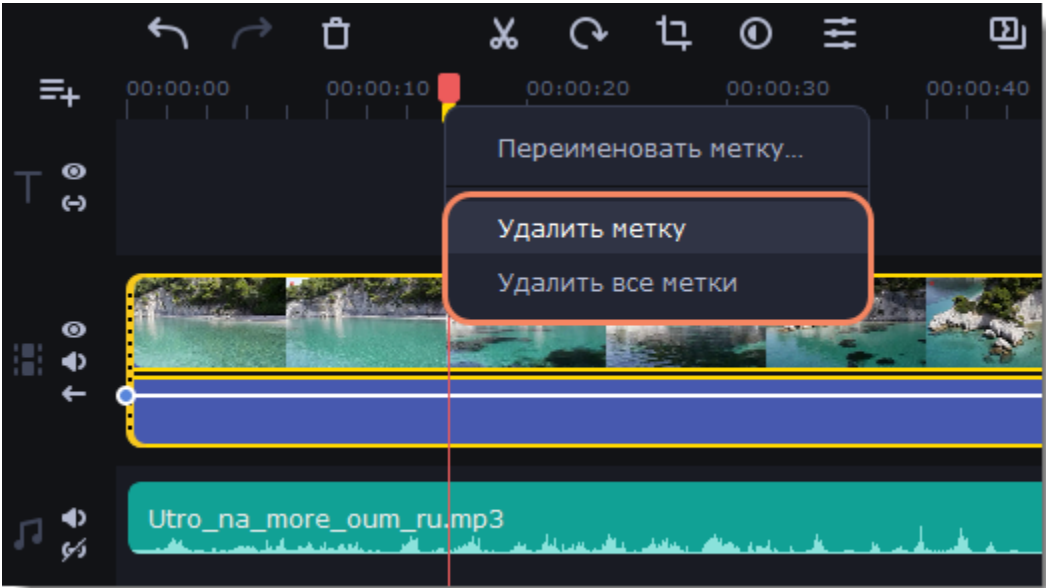 00:00:00 00:00:10 00:00:20 00:00:30 00:00:40
Переименовать метку...
Удалить метку
Удалить все метки
Utro_na_more_oum_ru.mp3